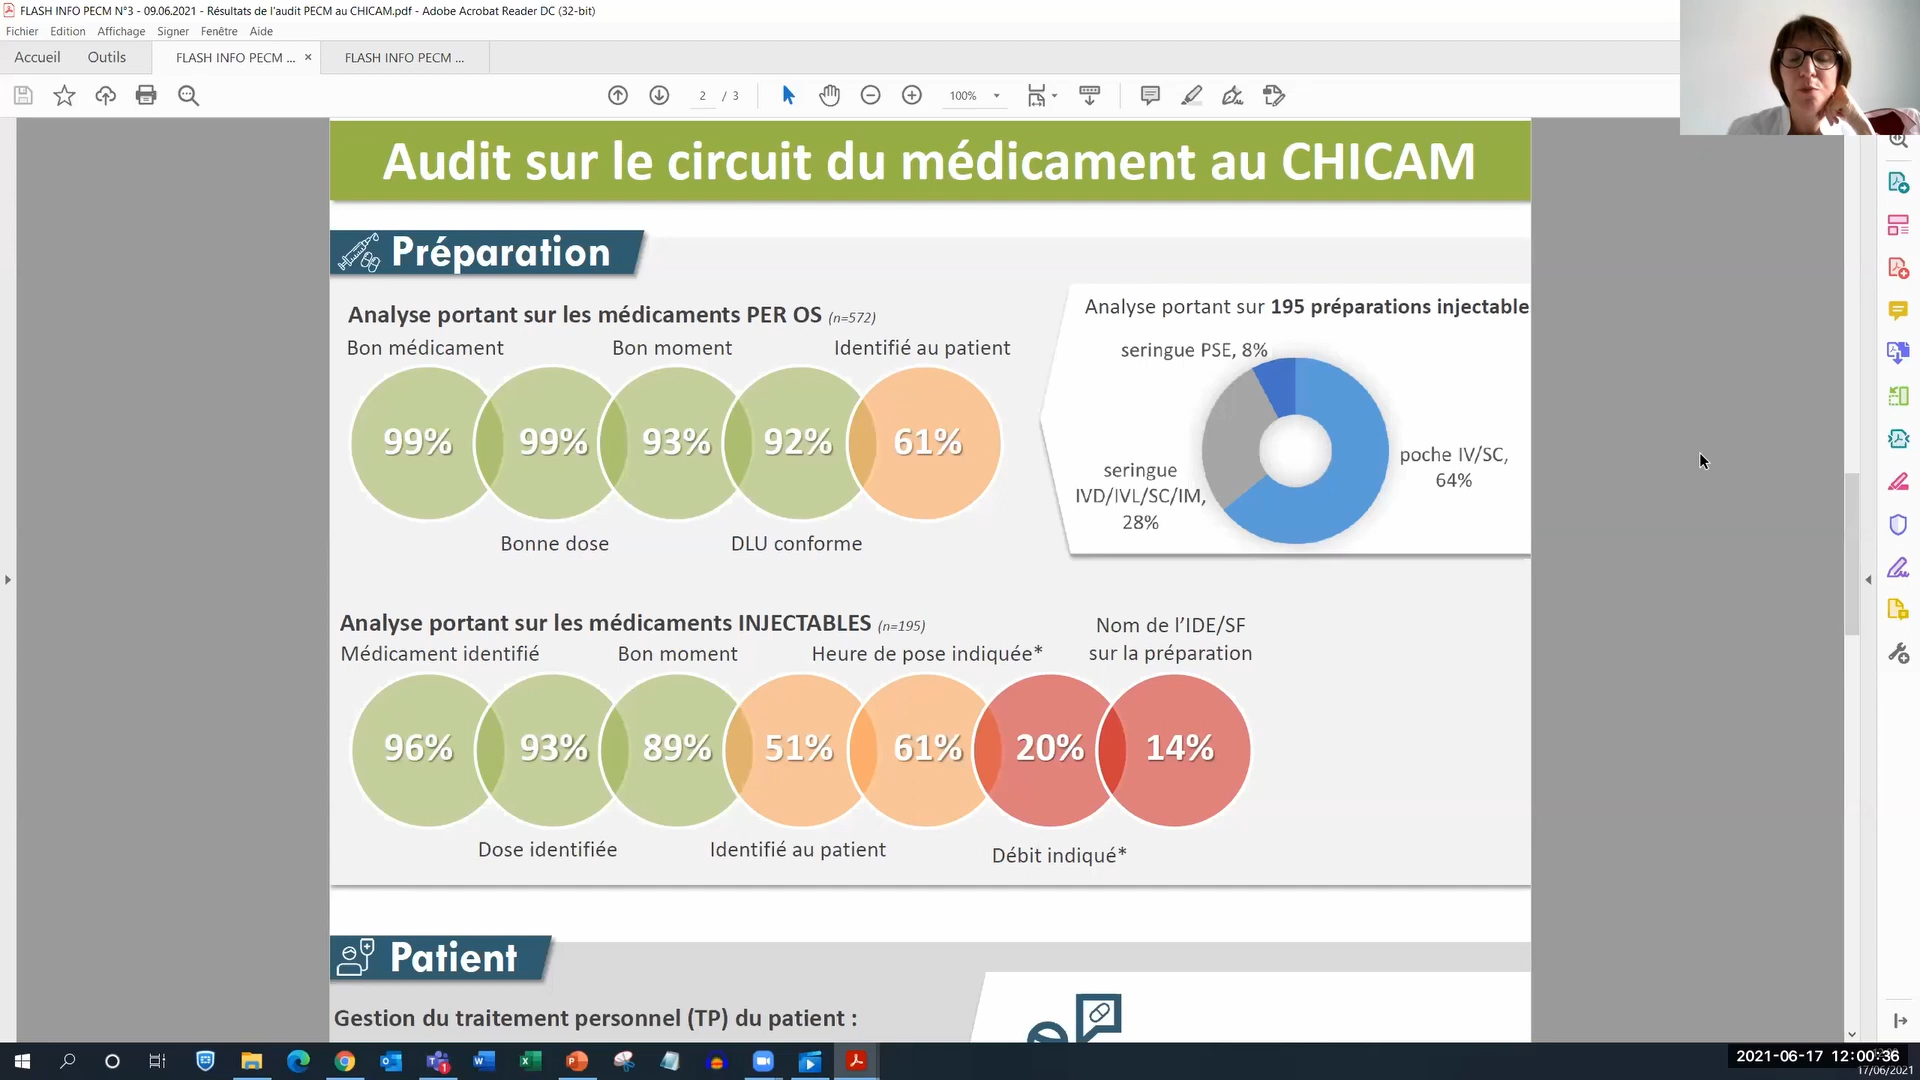 FLASH INFO PECM N°3 - 09.06.2021 - Résultats de l'audit PECM au CHICAM.pdf - Adobe Acrobat Reader DC (32-bit)
Fichier Edition Affichage Signer Fenêtre Aide
Accueil Outils FLASH INFO PECM ... × FLASH INFO PECM ...
2 / 3 100%
Audit sur le circuit du médicament au CHICAM
Préparation
Analyse portant sur les médicaments PER OS (n=572)
Bon médicament Bon moment Identifié au patient
99% 99% 93% 92% 61%
Bonne dose DLU conforme
Analyse portant sur 195 préparations injectable
seringue PSE, 8%
poche IV/SC,
64%
seringue
IVD/IVL/SC/IM,
28%
Analyse portant sur les médicaments INJECTABLES (n=195)
Nom de l'IDE/SF
sur la préparation
Médicament identifié Bon moment Heure de pose indiquée*
96% 93% 89% 51% 61% 20% 14%
Dose identifiée Identifié au patient Débit indiqué*
Patient
Gestion du traitement personnel (TP) du patient :
2021-06-17 12:00:36
17/06/2021